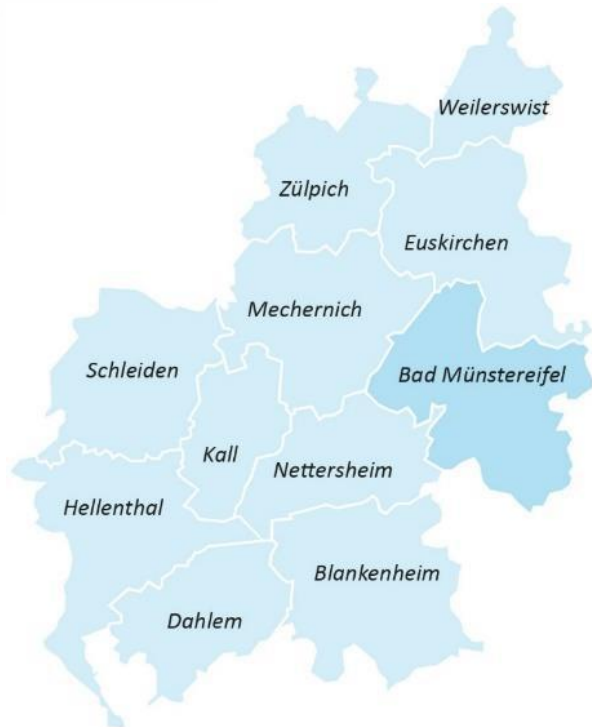 Weilerswist
Zülpich
Euskirchen
Mechernich
Schleiden
Bad Münstereifel
Kall
Nettersheim
Hellenthal
Blankenheim
Dahlem